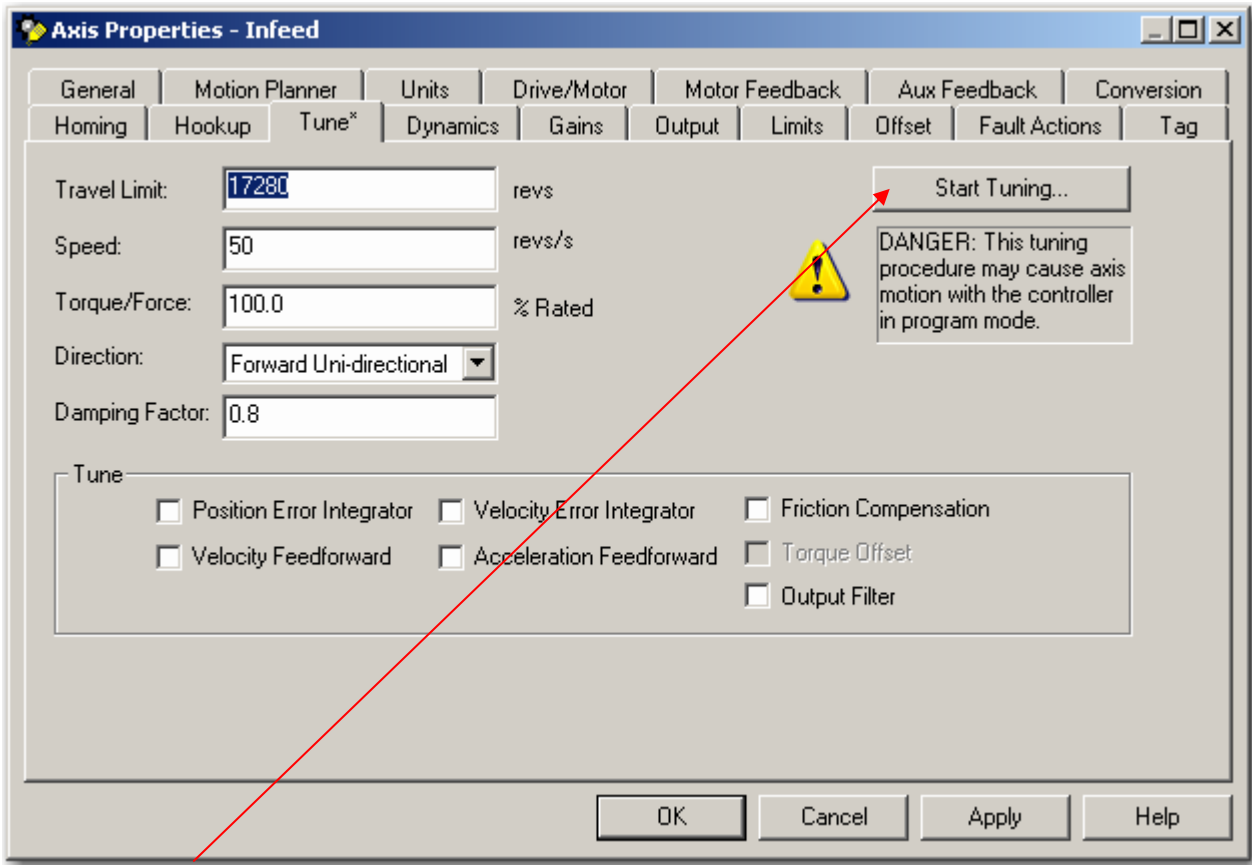 Axis Properties - Infeed
General Motion Planner Units Drive/Motor Motor Feedback Aux Feedback Conversion
Homing Hookup Tune* Dynamics Gains Output Limits Offset Fault Actions Tag
Travel Limit: 17280 revs Start Tuning...
Speed: 50 revs/s
DANGER: This tuning
procedure may cause axis
motion with the controller
in program mode.
Torque/Force: 100.0 % Rated
Direction: Forward Uni-directional
Damping Factor: 0.8
Tune
Position Error Integrator Velocity Error Integrator Friction Compensation
Velocity Feedforward Acceleration Feedforward Torque Offset
Output Filter
OK Cancel Apply Help